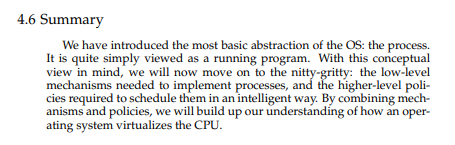 4.6 Summary
We have introduced the most basic abstraction of the OS: the process.
It is quite simply viewed as a running program. With this conceptual
view in mind, we will now move on to the nitty-gritty: the low-level
mechanisms needed to implement processes, and the higher-level poli-
cies required to schedule them in an intelligent way. By combining mech-
anisms and policies, we will build up our understanding of how an oper-
ating system virtualizes the CPU.